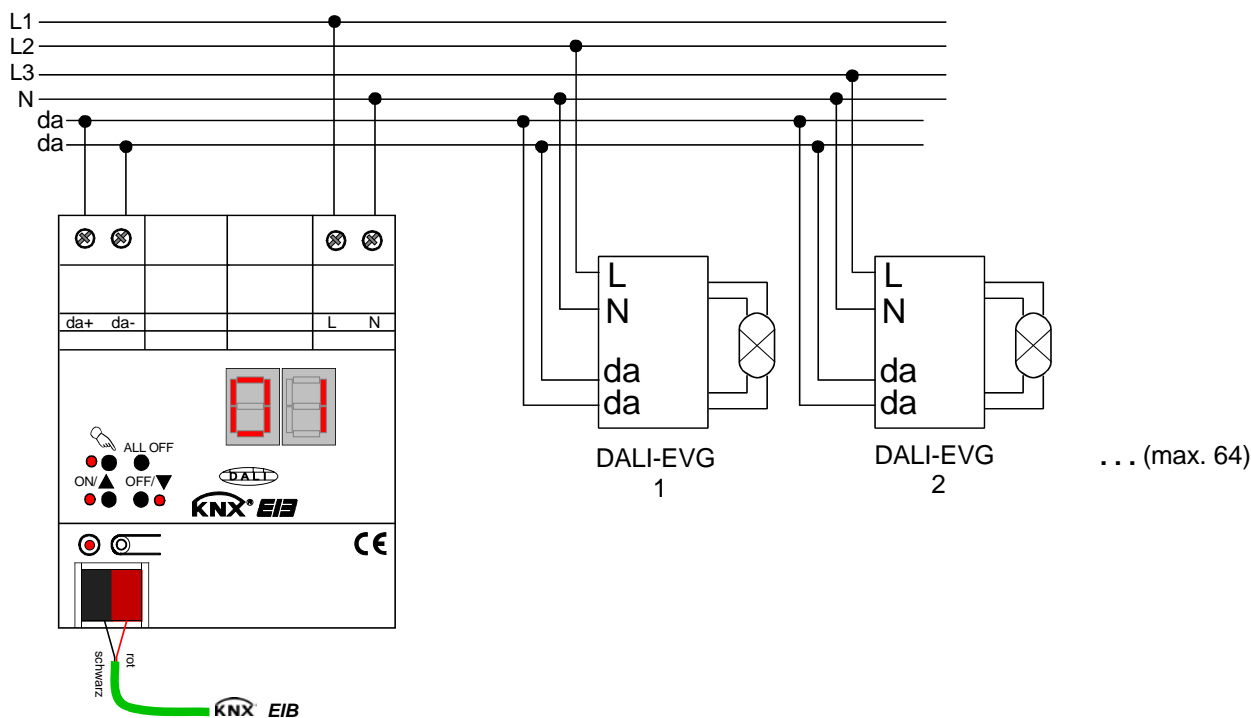 L1
L2
L3
N
da
da
da+ da- L N
01
ALL OFF
ON/▲ OFF/▼
DALI
KNX® EIB
CE
schwarz rot
KNX EIB
L
N
da
da
DALI-EVG
1
L
N
da
da
DALI-EVG
2
... (max. 64)